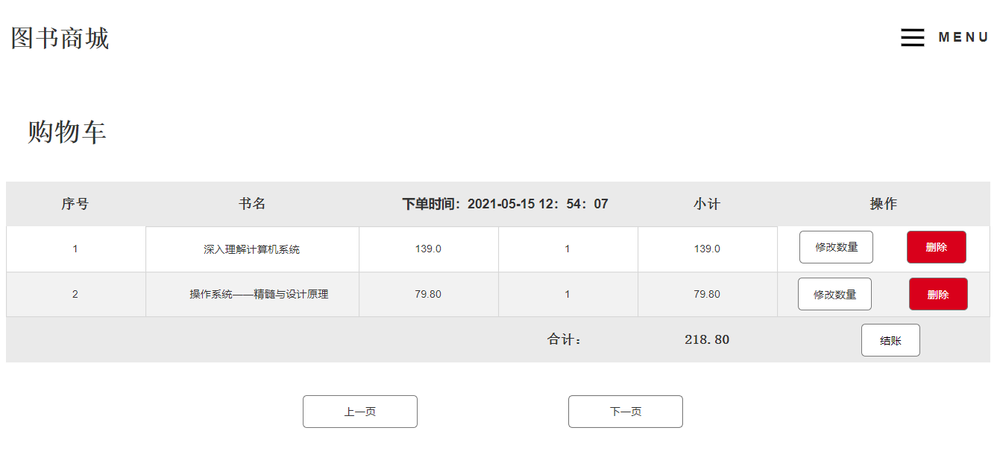 图书商城
MENU
购物车
序号 书名 下单时间：2021-05-15 12：54：07 小计 操作
1 深入理解计算机系统 139.0 1 139.0 修改数量 删除
2 操作系统——精髓与设计原理 79.80 1 79.80 修改数量 删除
合计： 218.80 结账
上一页 下一页